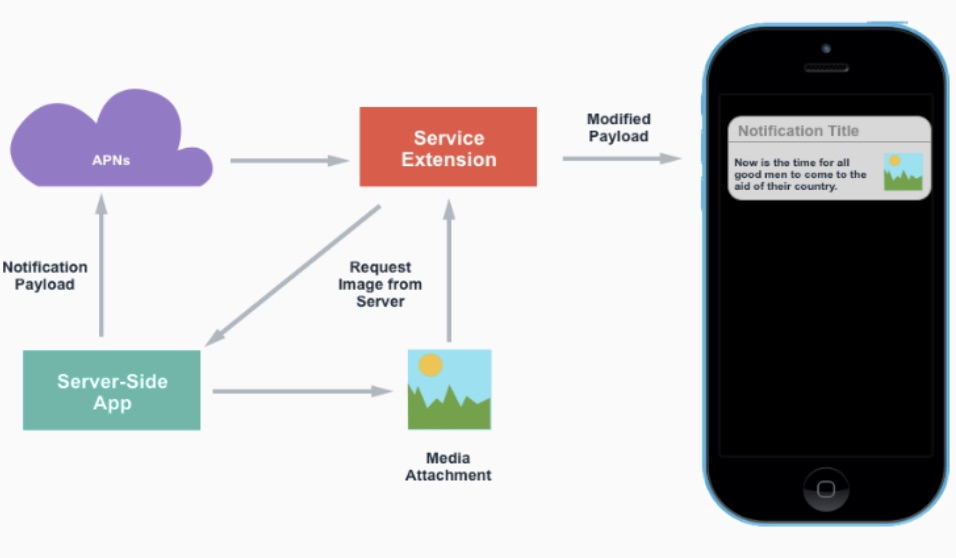 APNs
Service
Extension
Modified
Payload
Notification Title
Now is the time for all
good men to come to the
aid of their country.
Notification
Payload
Request
Image from
Server
Server-Side
App
Media
Attachment